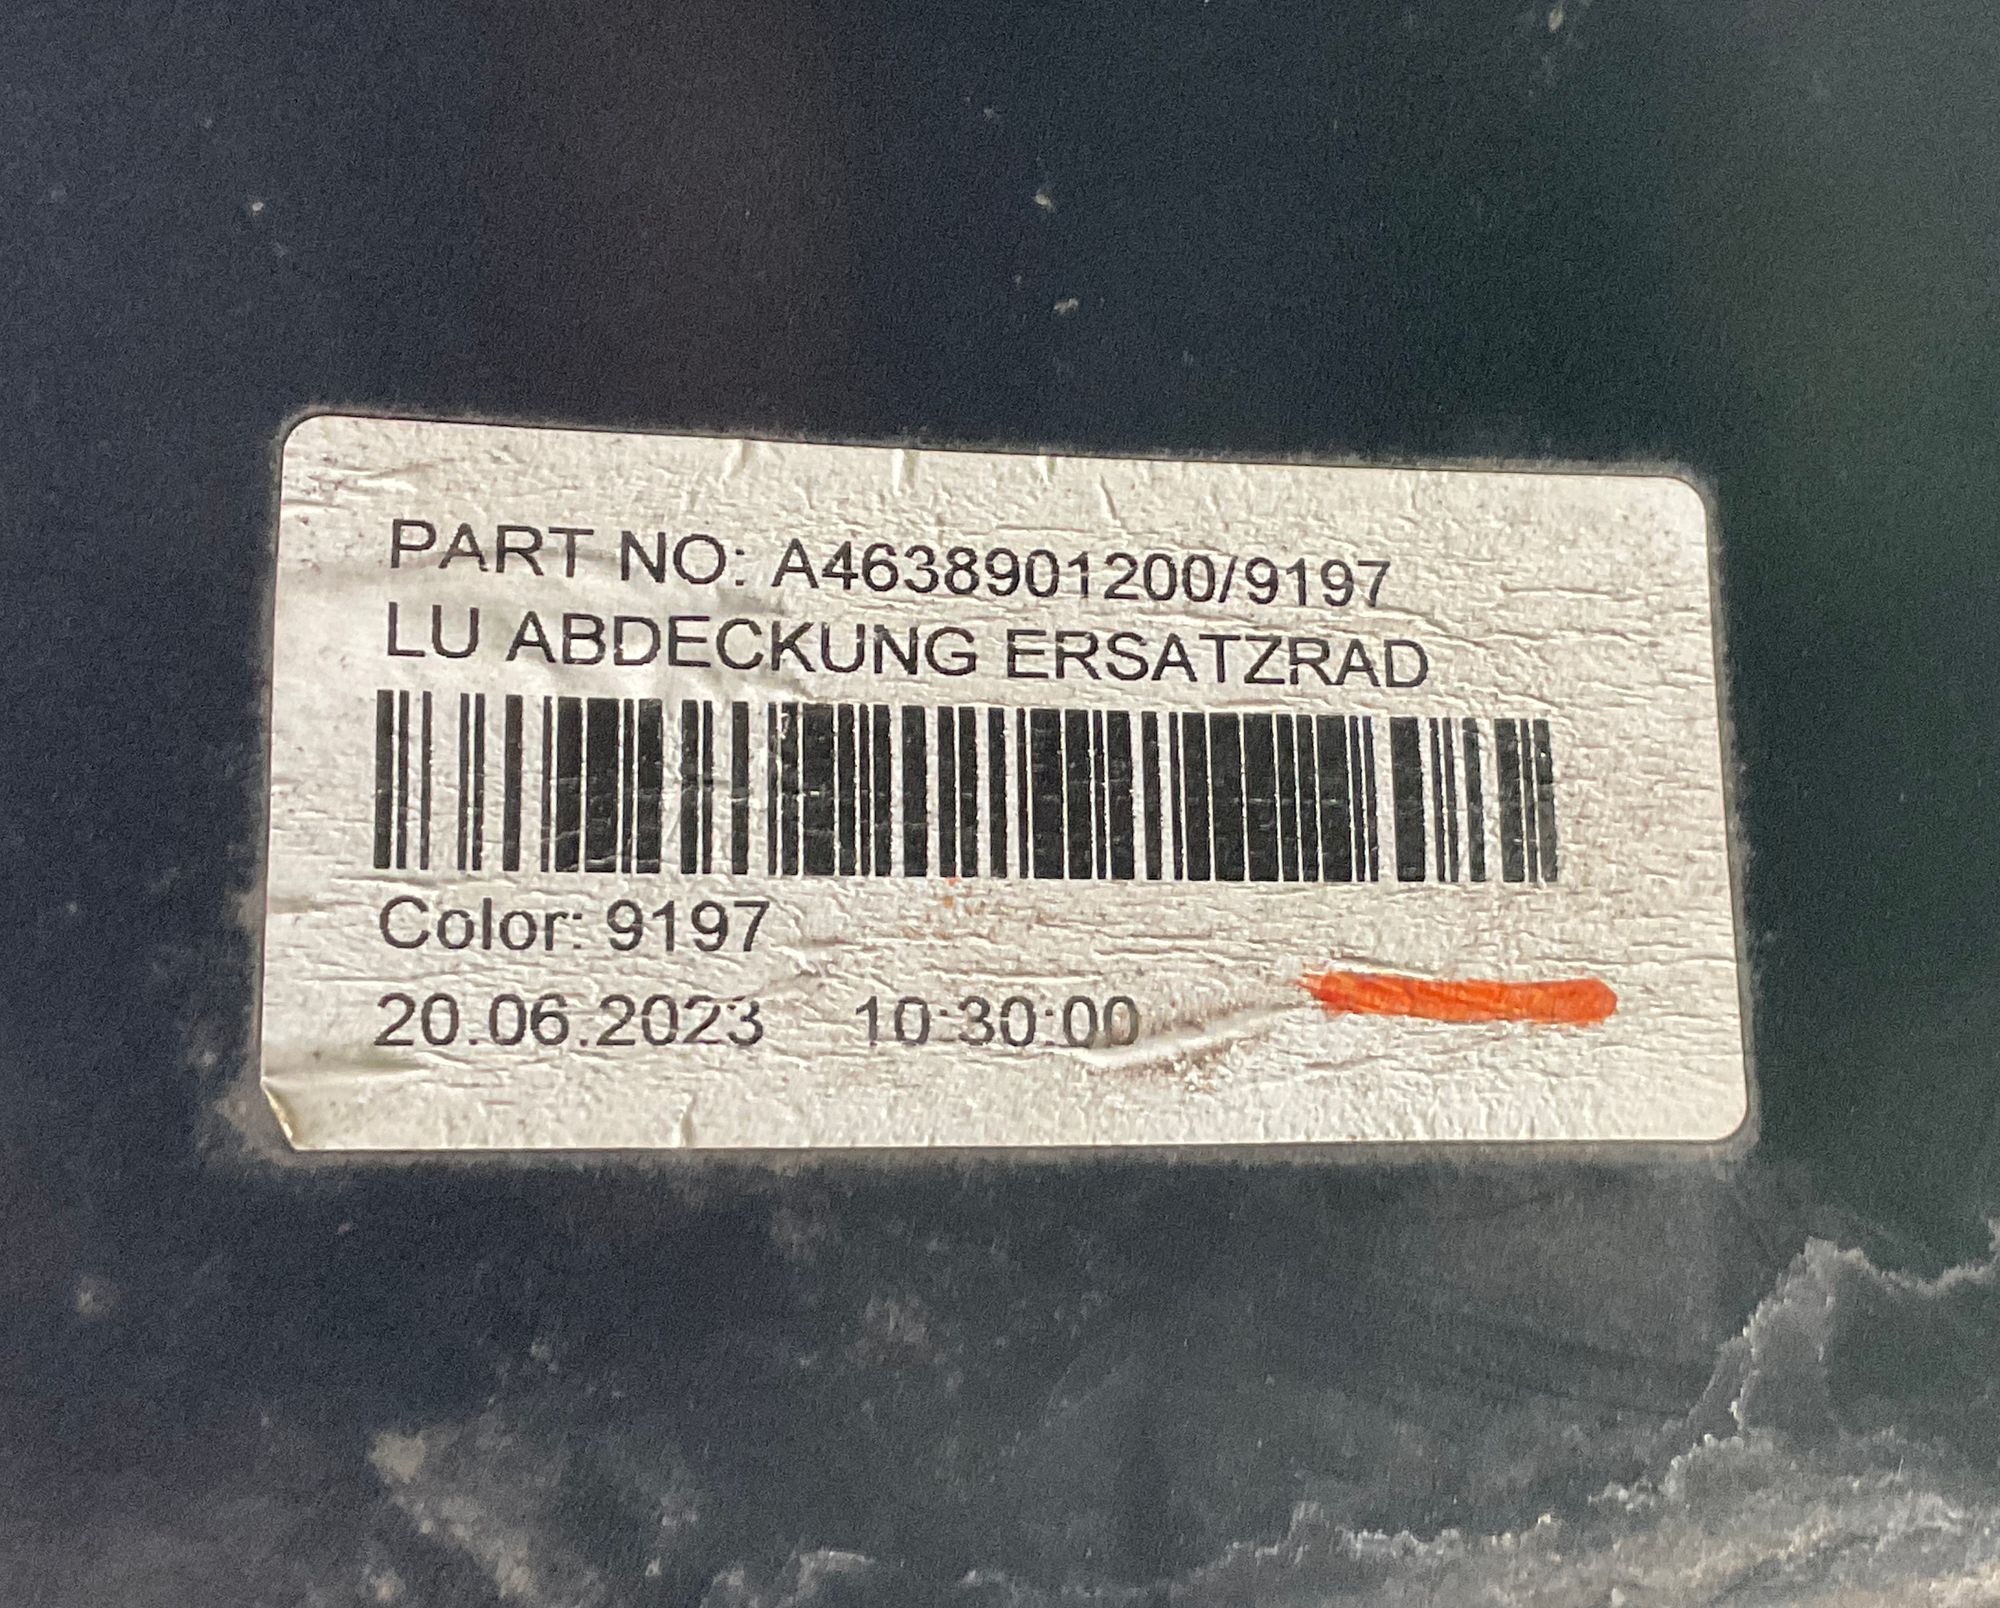 PART NO: A4638901200/9197
LU ABDECKUNG ERSATZRAD
Color: 9197
20.06.2023 10:30:00